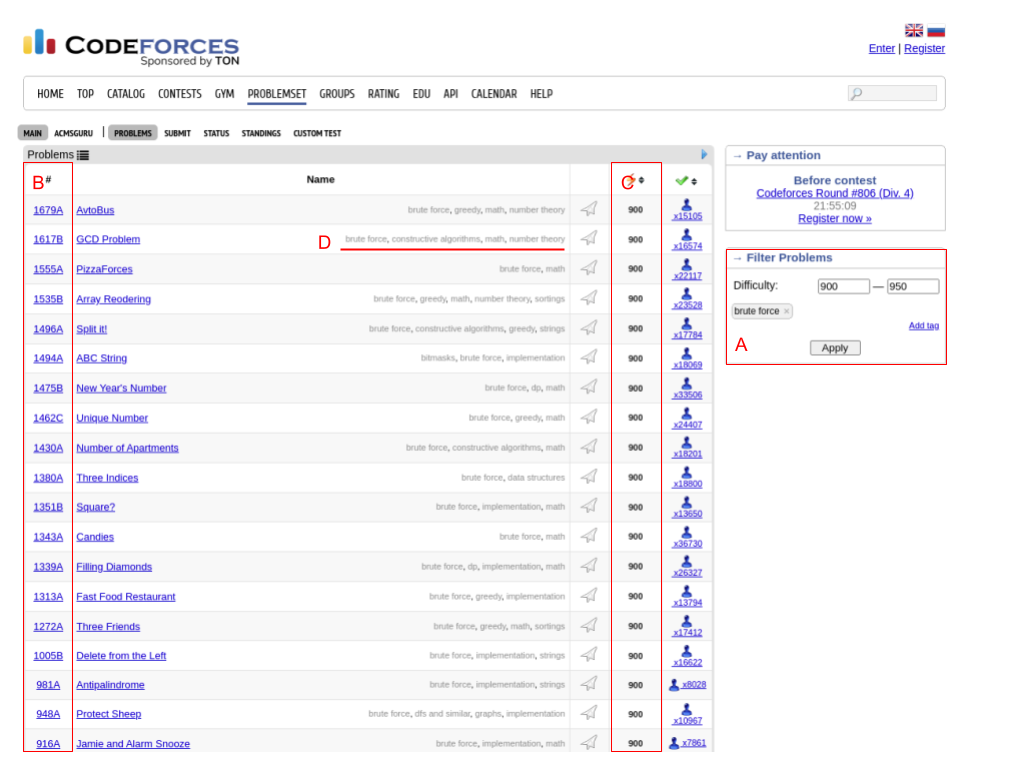 CODEFORCES
Sponsored by TON
Enter | Register
HOME TOP CATALOG CONTESTS GYM PROBLEMSET GROUPS RATING EDU API CALENDAR HELP
MAIN ACMSGURU | PROBLEMS SUBMIT STATUS STANDINGS CUSTOM TEST
Problems
B # Name C
1679A AvtoBus brute force, greedy, math, number theory 900 x15105
1617B GCD Problem D brute force, constructive algorithms, math, number theory 900 x16574
1555A PizzaForces brute force, math 900 x22117
1535B Array Reodering brute force, greedy, math, number theory, sortings 900 x23528
1496A Split it! brute force, constructive algorithms, greedy, strings 900 x17784
1494A ABC String bitmasks, brute force, implementation 900 x18069
1475B New Year's Number brute force, dp, math 900 x33506
1462C Unique Number brute force, greedy, math 900 x24407
1430A Number of Apartments brute force, constructive algorithms, math 900 x18201
1380A Three Indices brute force, data structures 900 x18800
1351B Square? brute force, implementation, math 900 x13650
1343A Candies brute force, math 900 x36730
1339A Filling Diamonds brute force, dp, implementation, math 900 x26327
1313A Fast Food Restaurant brute force, greedy, implementation 900 x13794
1272A Three Friends brute force, greedy, math, sortings 900 x17412
1005B Delete from the Left brute force, implementation, strings 900 x16622
981A Antipalindrome brute force, implementation, strings 900 x8028
948A Protect Sheep brute force, dfs and similar, graphs, implementation 900 x10967
916A Jamie and Alarm Snooze brute force, implementation, math 900 x7861
→ Pay attention
Before contest
Codeforces Round #806 (Div. 4)
21:55:09
Register now »
→ Filter Problems
Difficulty: 900 — 950
brute force ×
Add tag
A
Apply